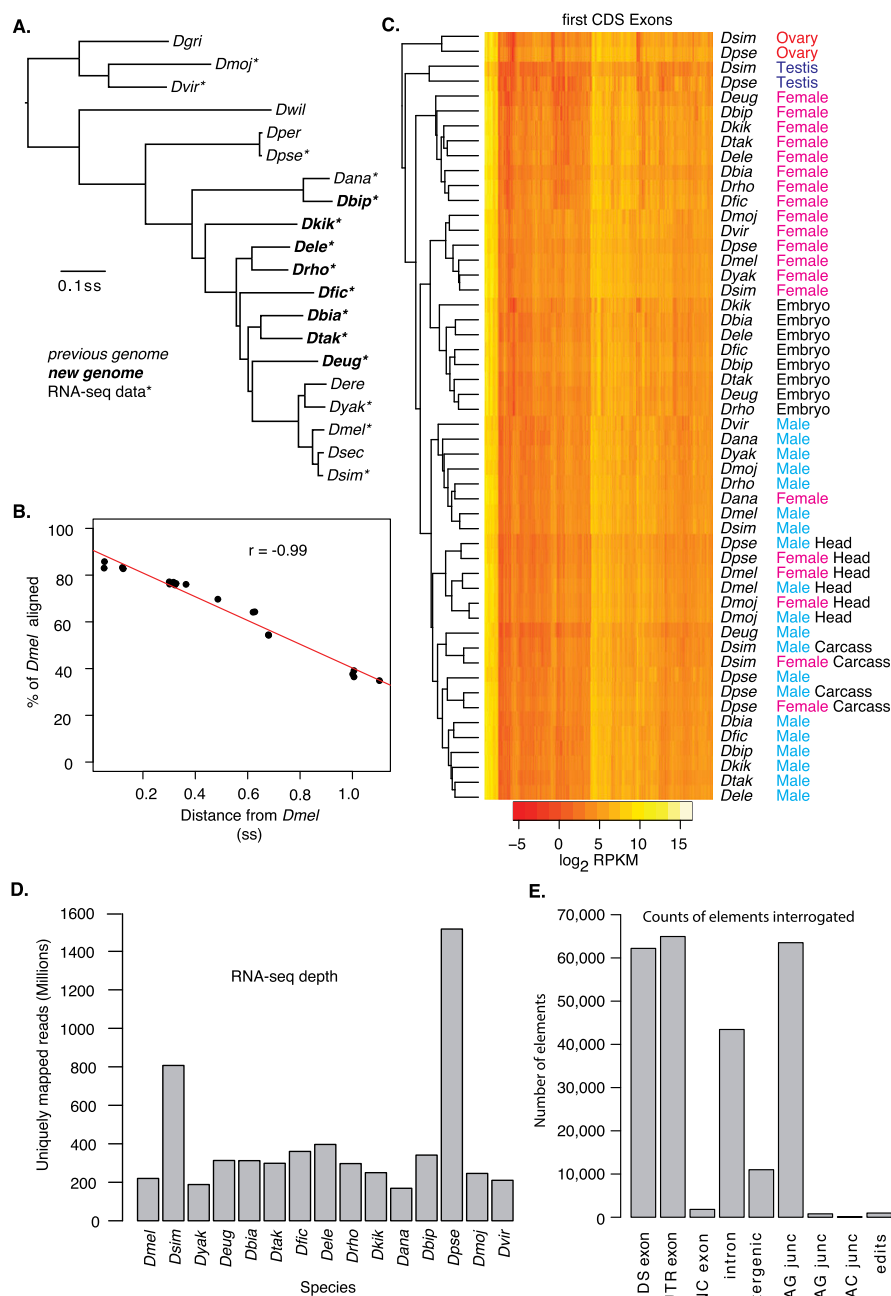 A.
Dgri
Dmoj*
Dvir*
Dwil
Dper
Dpse*
Dana*
Dbip*
Dkik*
Dele*
Drho*
Dfic*
Dbia*
Dtak*
Deug*
Dere
Dyak*
Dmel*
Dsec
Dsim*
0.1ss
previous genome
new genome
RNA-seq data*
B.
r = -0.99
% of Dmel aligned
100
80
60
40
20
0
0.2
0.4
0.6
0.8
1.0
Distance from Dmel
(ss)
C.
first CDS Exons
Dsim Ovary
Dpse Ovary
Dsim Testis
Dpse Testis
Deug Female
Dbip Female
Dkik Female
Dtak Female
Dele Female
Dbia Female
Drho Female
Dfic Female
Dmoj Female
Dvir Female
Dpse Female
Dmel Female
Dyak Female
Dsim Female
Dkik Embryo
Dbia Embryo
Dele Embryo
Dfic Embryo
Dbip Embryo
Dtak Embryo
Deug Embryo
Drho Embryo
Dvir Male
Dana Male
Dyak Male
Dmoj Male
Drho Male
Dana Female
Dmel Male
Dsim Male
Dpse Male Head
Dpse Female Head
Dmel Female Head
Dmel Male Head
Dmoj Female Head
Dmoj Male Head
Deug Male
Dsim Male Carcass
Dsim Female Carcass
Dpse Male
Dpse Male Carcass
Dpse Female Carcass
Dbia Male
Dfic Male
Dbip Male
Dkik Male
Dtak Male
Dele Male
−5 0 5 10 15
log2 RPKM
D.
RNA-seq depth
Uniquely mapped reads (Millions)
1600
1400
1200
1000
800
600
400
200
0
Dmel
Dsim
Dyak
Deug
Dbia
Dtak
Dfic
Dele
Drho
Dkik
Dana
Dbip
Dpse
Dmoj
Dvir
Species
E.
Counts of elements interrogated
Number of elements
70,000
60,000
50,000
40,000
30,000
20,000
10,000
0
DS exon
TR exon
NC exon
intron
tergenic
AG junc
AG junc
AC junc
edits